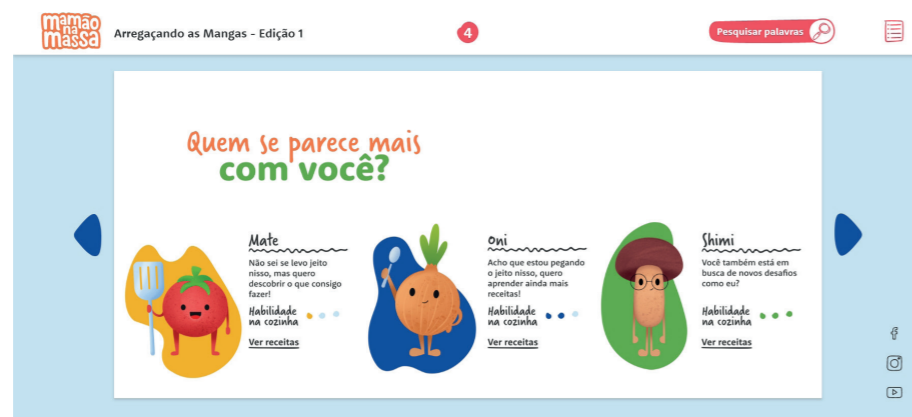 mamão
na
massa
Arregaçando as Mangas - Edição 1
4
Pesquisar palavras
Quem se parece mais
com você?
Mate
Não sei se levo jeito
nisso, mas quero
descobrir o que consigo
fazer!
Habilidade
na cozinha
Ver receitas
Oni
Acho que estou pegando
o jeito nisso, quero
aprender ainda mais
receitas!
Habilidade
na cozinha
Ver receitas
Shimi
Você também está em
busca de novos desafios
como eu?
Habilidade
na cozinha
Ver receitas